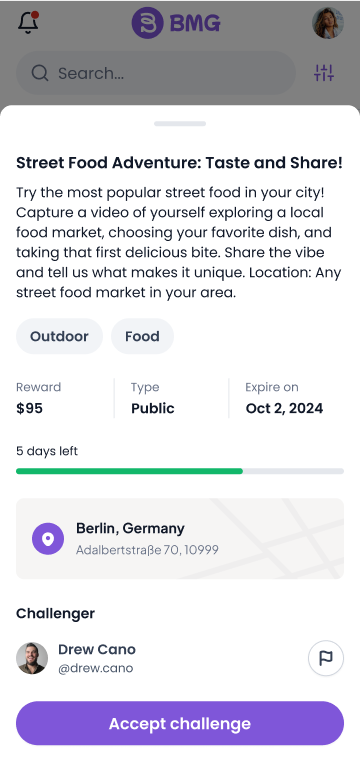 BMG
Search...
Street Food Adventure: Taste and Share!
Try the most popular street food in your city!
Capture a video of yourself exploring a local
food market, choosing your favorite dish, and
taking that first delicious bite. Share the vibe
and tell us what makes it unique. Location: Any
street food market in your area.
Outdoor Food
Reward Type Expire on
$95 Public Oct 2, 2024
5 days left
Berlin, Germany
Adalbertstraße 70, 10999
Challenger
Drew Cano
@drew.cano
Accept challenge